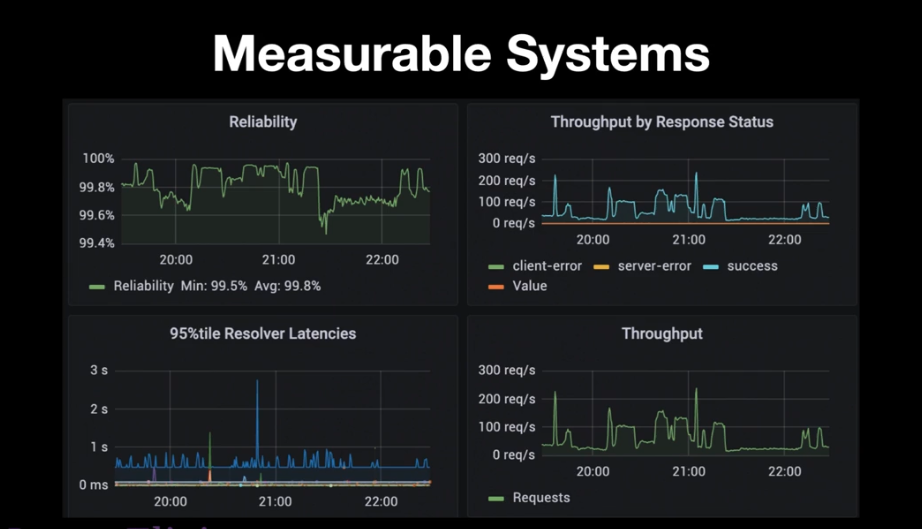 Measurable Systems
Reliability
100%
99.8%
99.6%
99.4%
20:00 21:00 22:00
Reliability Min: 99.5% Avg: 99.8%
Throughput by Response Status
300 req/s
200 req/s
100 req/s
0 req/s
20:00 21:00 22:00
client-error server-error success
Value
95%tile Resolver Latencies
3 s
2 s
1 s
0 ms
20:00 21:00 22:00
Throughput
300 req/s
200 req/s
100 req/s
0 req/s
20:00 21:00 22:00
Requests